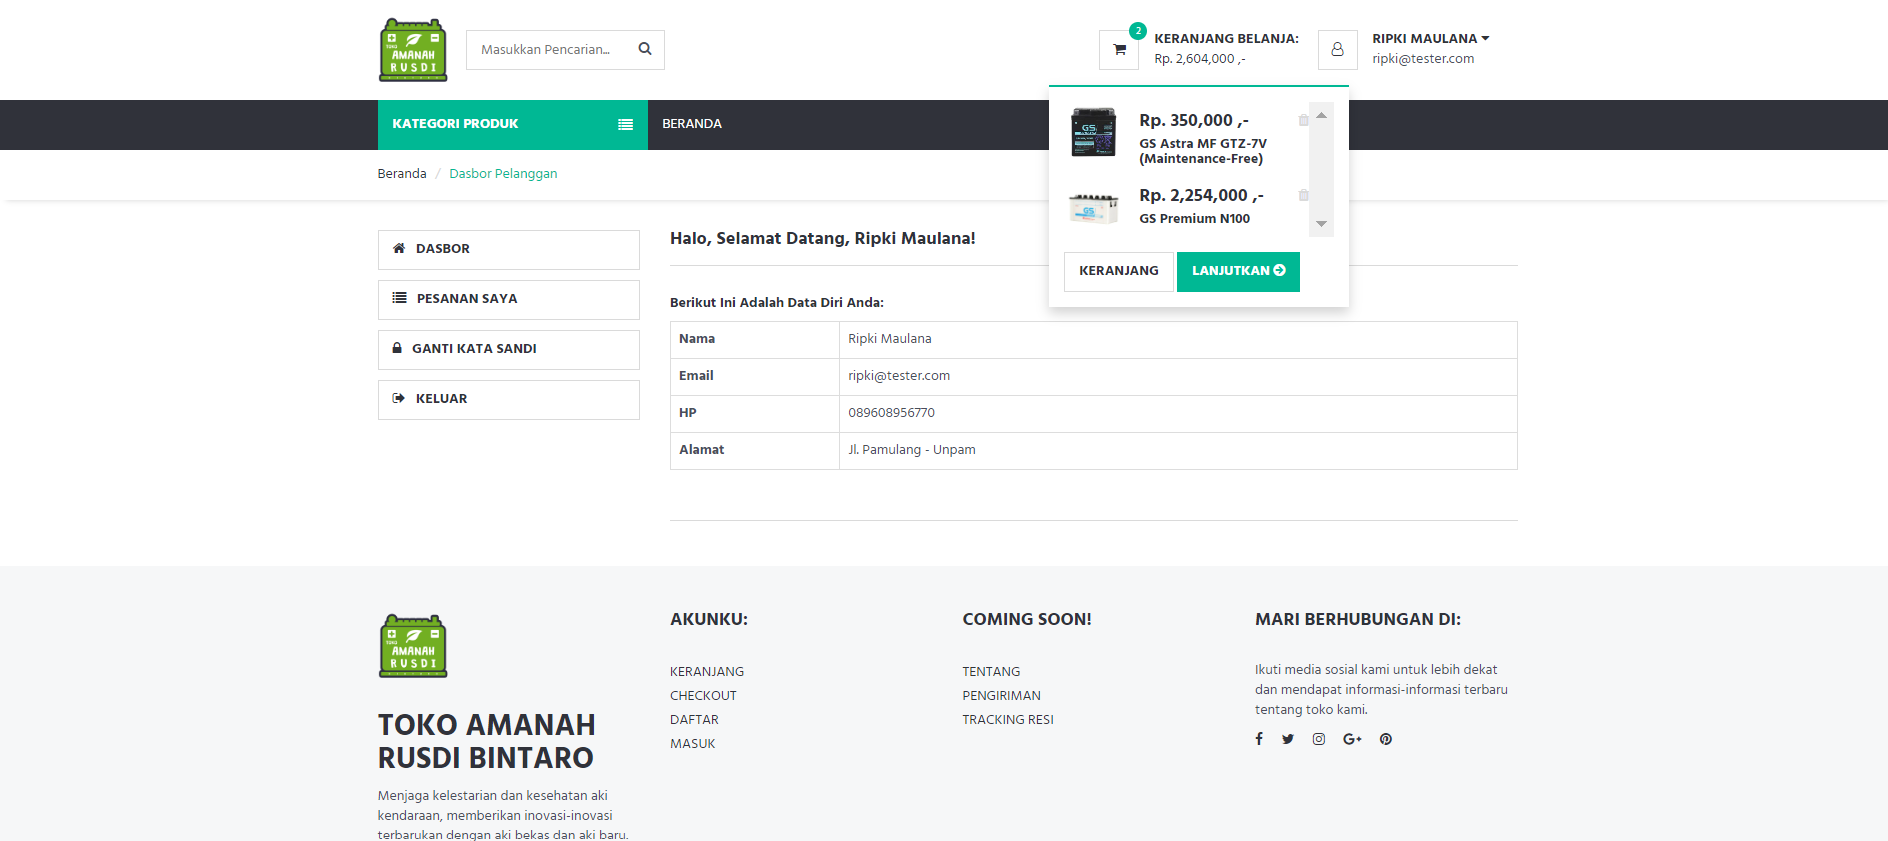 TOKO
AMANAH
RUSDI
Masukkan Pencarian...
2
KERANJANG BELANJA:
Rp. 2,604,000 ,-
RIPKI MAULANA
ripki@tester.com
KATEGORI PRODUK
BERANDA
Beranda / Dasbor Pelanggan
GS
Rp. 350,000 ,-
GS Astra MF GTZ-7V
(Maintenance-Free)
GS
Rp. 2,254,000 ,-
GS Premium N100
KERANJANG
LANJUTKAN
DASBOR
PESANAN SAYA
GANTI KATA SANDI
KELUAR
Halo, Selamat Datang, Ripki Maulana!
Berikut Ini Adalah Data Diri Anda:
Nama Ripki Maulana
Email ripki@tester.com
HP 089608956770
Alamat Jl. Pamulang - Unpam
TOKO
AMANAH
RUSDI
TOKO AMANAH
RUSDI BINTARO
Menjaga kelestarian dan kesehatan aki
kendaraan, memberikan inovasi-inovasi
terbarukan dengan aki bekas dan aki baru.
AKUNKU:
KERANJANG
CHECKOUT
DAFTAR
MASUK
COMING SOON!
TENTANG
PENGIRIMAN
TRACKING RESI
MARI BERHUBUNGAN DI:
Ikuti media sosial kami untuk lebih dekat
dan mendapat informasi-informasi terbaru
tentang toko kami.